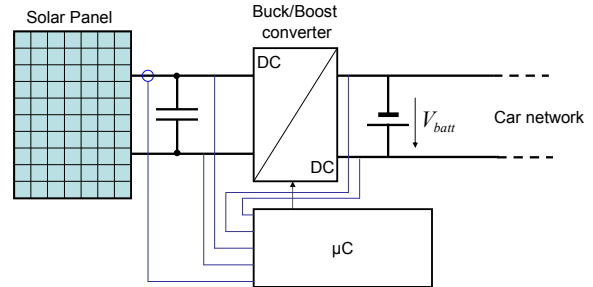 Solar Panel
Buck/Boost
converter
DC
DC
V_batt
Car network
µC